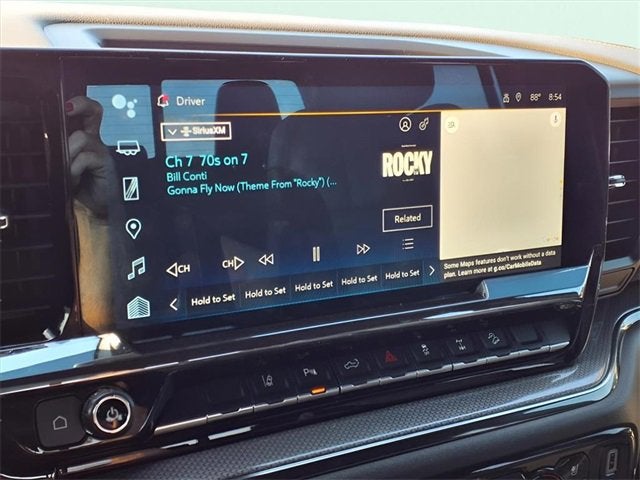 Driver
88° 8:54
SiriusXM
Ch 7 70s on 7
Bill Conti
Gonna Fly Now (Theme From "Rocky") (...
ROCKY
Related
CH CH
Hold to Set Hold to Set Hold to Set Hold to Set Hold to Set
Some Maps features don't work without a data
plan. Learn more at g.co/CarMobileData